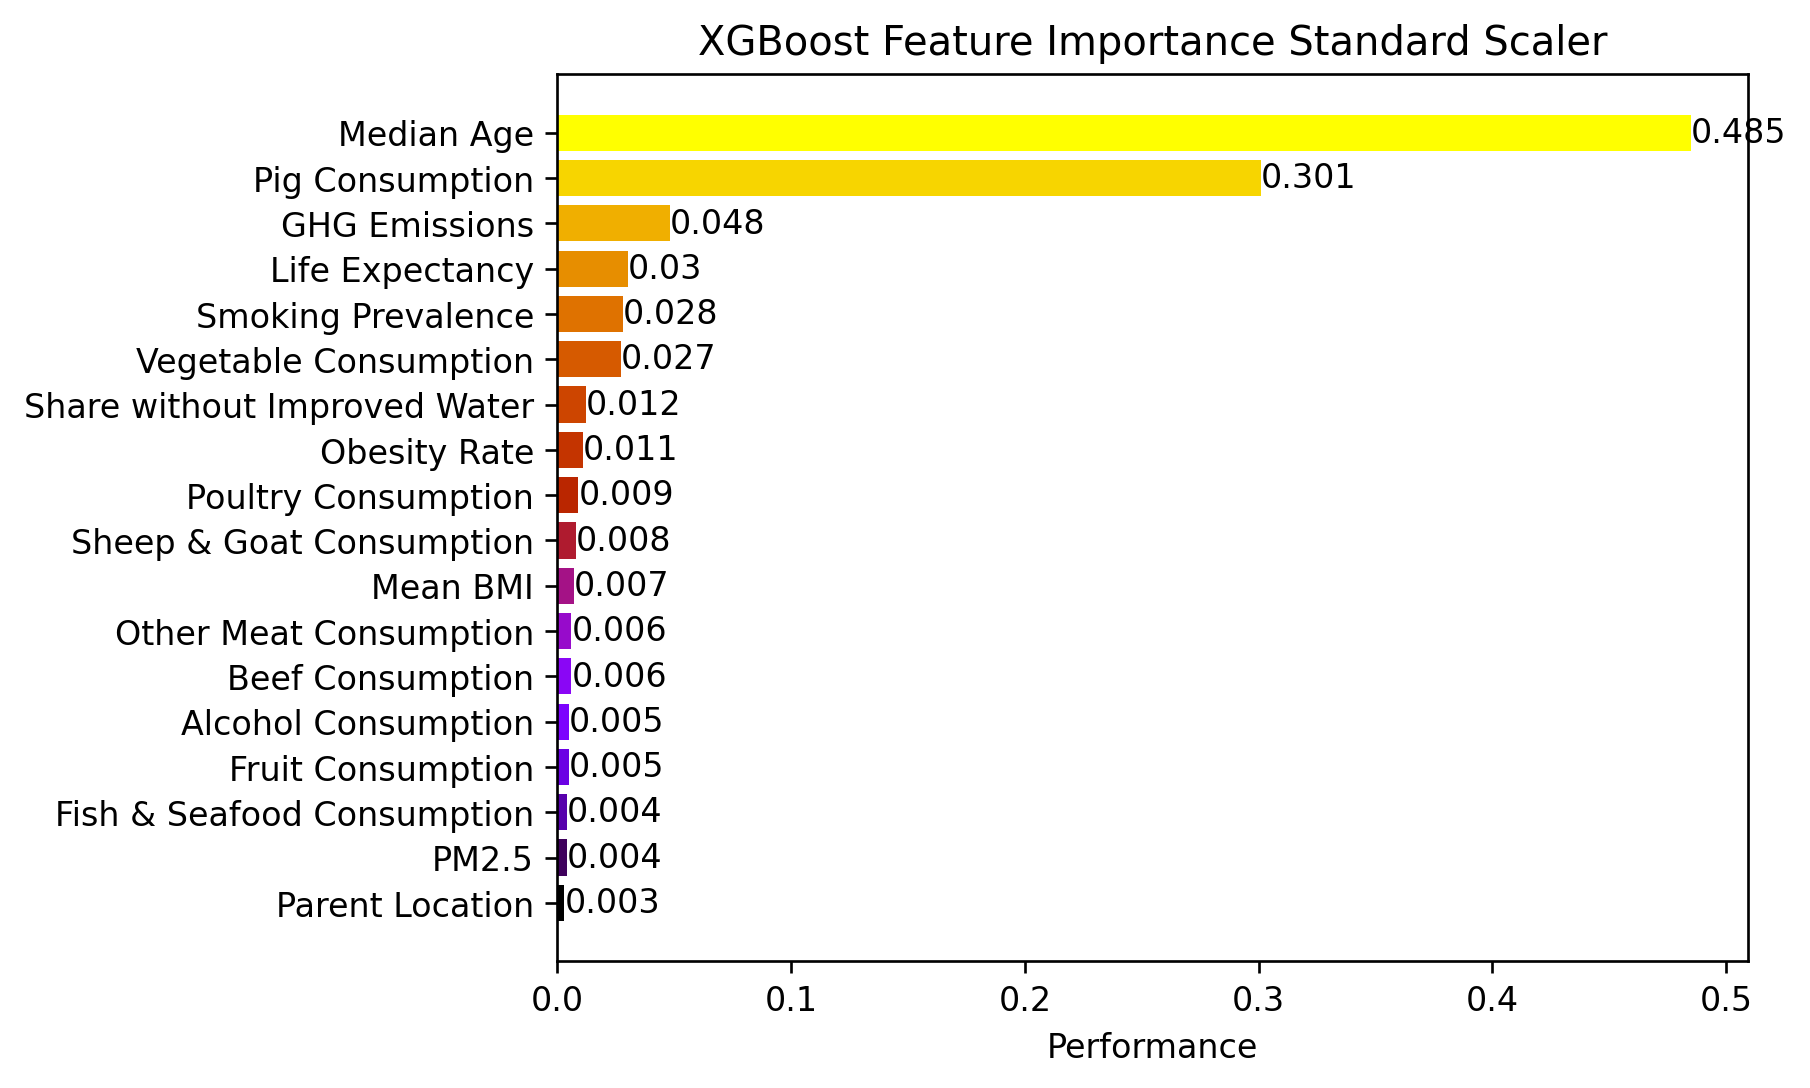 XGBoost Feature Importance Standard Scaler
Median Age 0.485
Pig Consumption 0.301
GHG Emissions 0.048
Life Expectancy 0.03
Smoking Prevalence 0.028
Vegetable Consumption 0.027
Share without Improved Water 0.012
Obesity Rate 0.011
Poultry Consumption 0.009
Sheep & Goat Consumption 0.008
Mean BMI 0.007
Other Meat Consumption 0.006
Beef Consumption 0.006
Alcohol Consumption 0.005
Fruit Consumption 0.005
Fish & Seafood Consumption 0.004
PM2.5 0.004
Parent Location 0.003
0.0 0.1 0.2 0.3 0.4 0.5
Performance